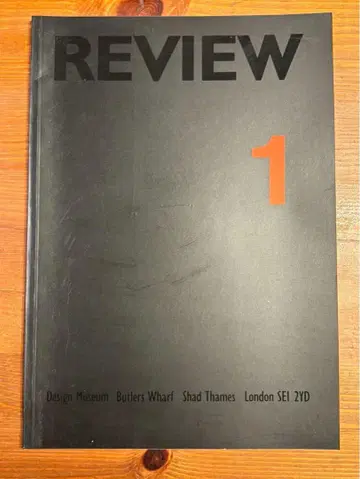 REVIEW
1
Design Museum Butlers Wharf Shad Thames London SE1 2YD